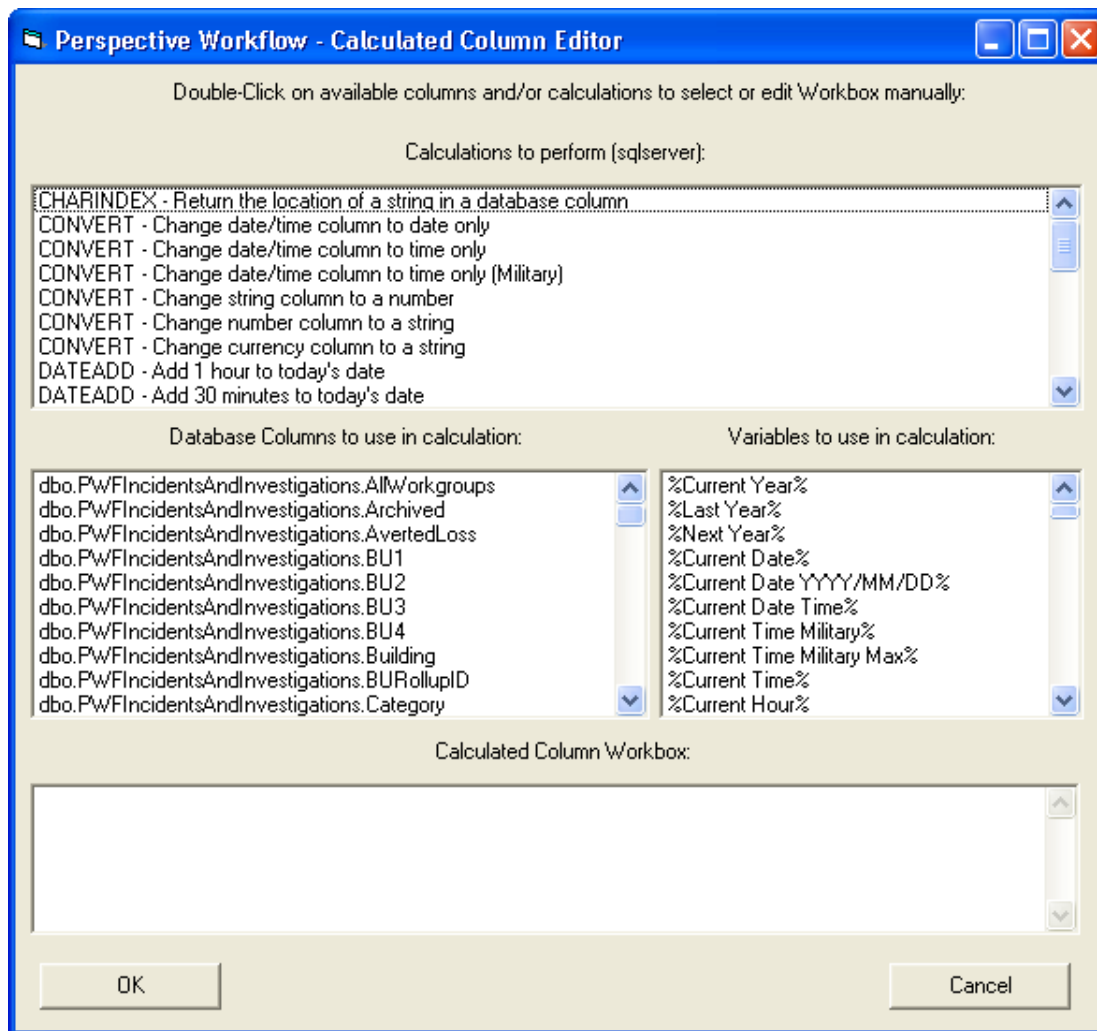 Perspective Workflow - Calculated Column Editor
Double-Click on available columns and/or calculations to select or edit Workbox manually:
Calculations to perform (sqlserver):
CHARINDEX - Return the location of a string in a database column
CONVERT - Change date/time column to date only
CONVERT - Change date/time column to time only
CONVERT - Change date/time column to time only (Military)
CONVERT - Change string column to a number
CONVERT - Change number column to a string
CONVERT - Change currency column to a string
DATEADD - Add 1 hour to today's date
DATEADD - Add 30 minutes to today's date
Database Columns to use in calculation:
dbo.PWFIncidentsAndInvestigations.AllWorkgroups
dbo.PWFIncidentsAndInvestigations.Archived
dbo.PWFIncidentsAndInvestigations.AvertedLoss
dbo.PWFIncidentsAndInvestigations.BU1
dbo.PWFIncidentsAndInvestigations.BU2
dbo.PWFIncidentsAndInvestigations.BU3
dbo.PWFIncidentsAndInvestigations.BU4
dbo.PWFIncidentsAndInvestigations.Building
dbo.PWFIncidentsAndInvestigations.BURollupID
dbo.PWFIncidentsAndInvestigations.Category
Variables to use in calculation:
%Current Year%
%Last Year%
%Next Year%
%Current Date%
%Current Date YYYY/MM/DD%
%Current Date Time%
%Current Time Military%
%Current Time Military Max%
%Current Time%
%Current Hour%
Calculated Column Workbox:
OK
Cancel